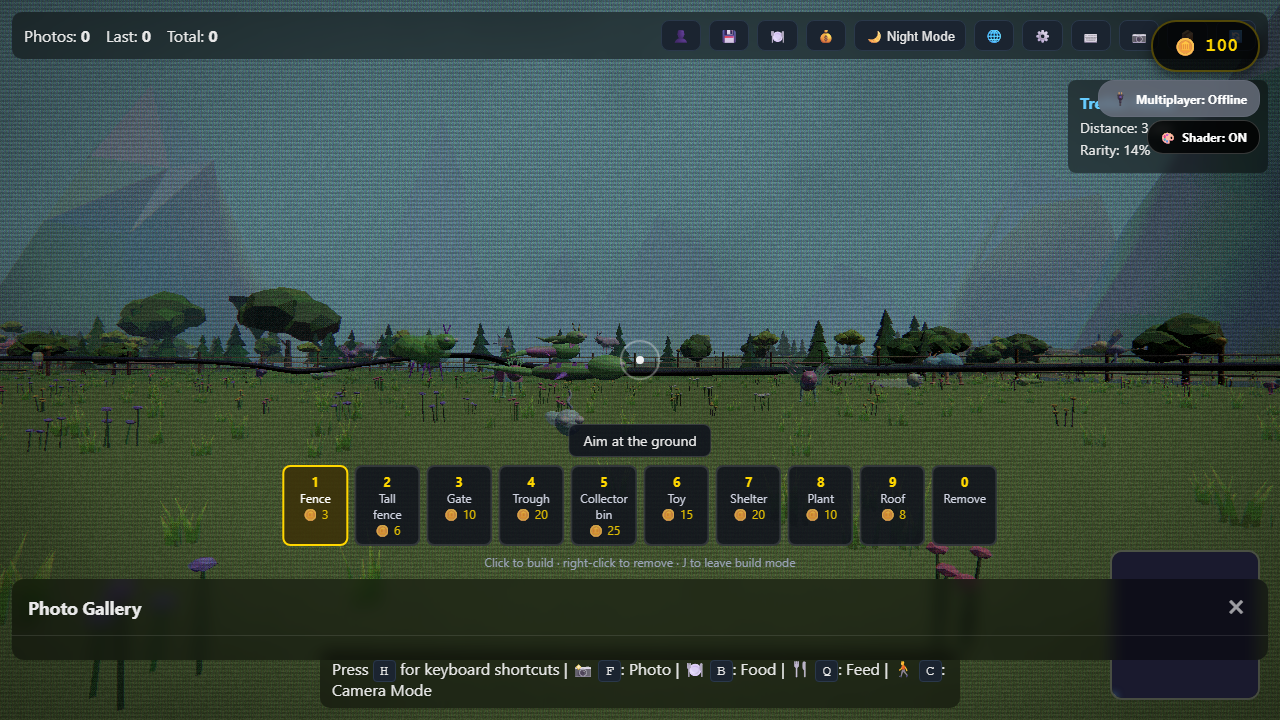 Photos: 0 Last: 0 Total: 0
Night Mode
100
Multiplayer: Offline
Distance: 3
Shader: ON
Rarity: 14%
Aim at the ground
1 Fence 3
2 Tall fence 6
3 Gate 10
4 Trough 20
5 Collector bin 25
6 Toy 15
7 Shelter 20
8 Plant 10
9 Roof 8
0 Remove
Click to build · right-click to remove · J to leave build mode
Photo Gallery
Press H for keyboard shortcuts | F: Photo | B: Food | Q: Feed | C:
Camera Mode